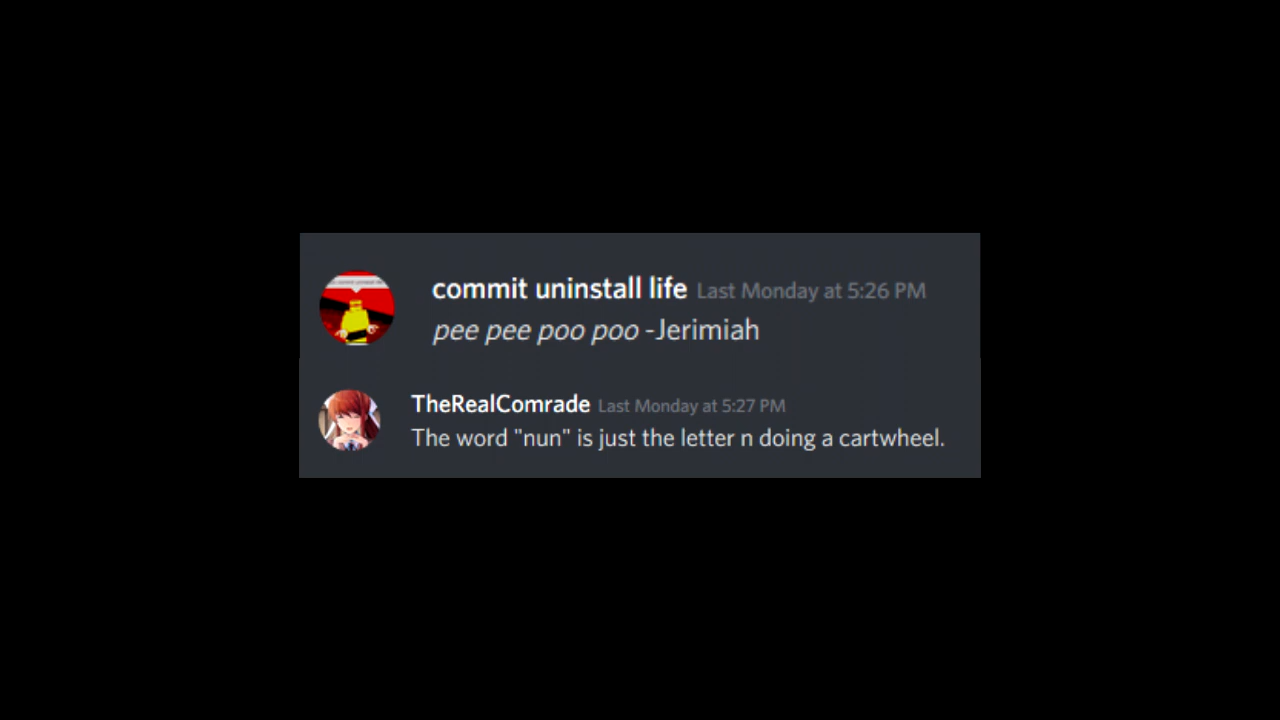 commit uninstall life Last Monday at 5:26 PM
pee pee poo poo -Jerimiah
TheRealComrade Last Monday at 5:27 PM
The word "nun" is just the letter n doing a cartwheel.